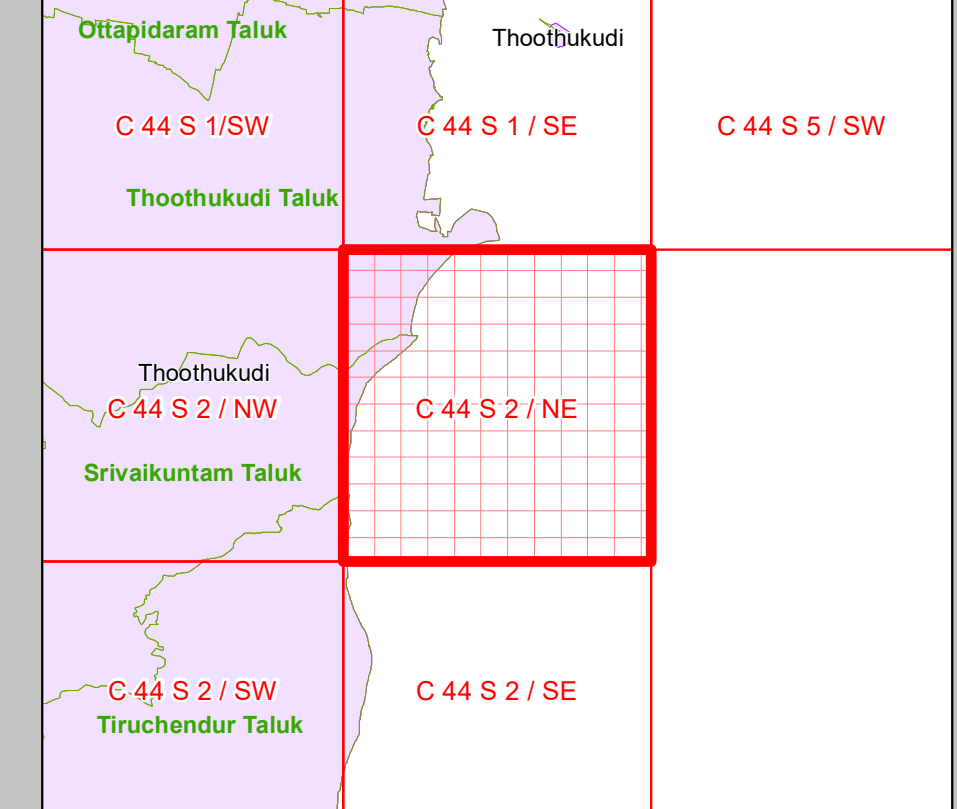 Ottapidaram Taluk
Thoothukudi
C 44 S 1/SW
C 44 S 1 / SE
C 44 S 5 / SW
Thoothukudi Taluk
Thoothukudi
C 44 S 2 / NW
C 44 S 2 / NE
Srivaikuntam Taluk
C 44 S 2 / SW
C 44 S 2 / SE
Tiruchendur Taluk